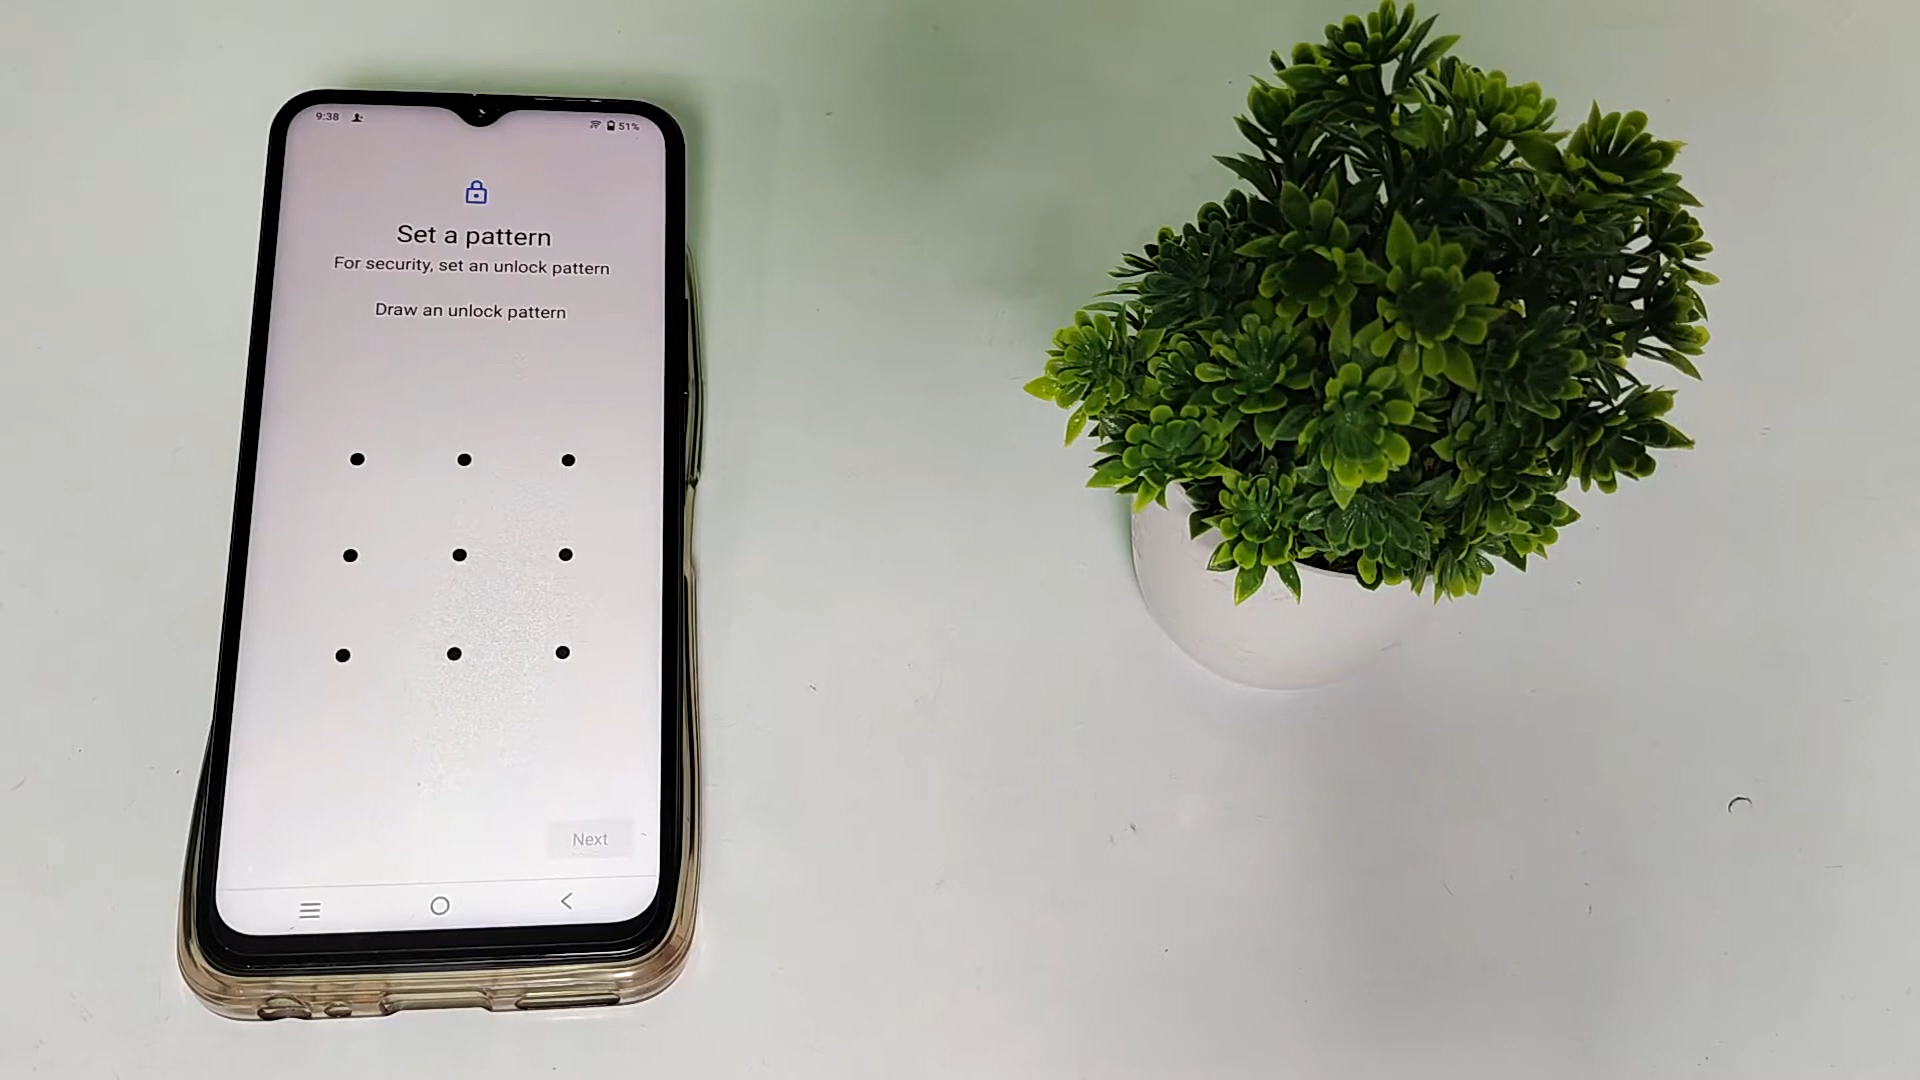 9:38 51%
Set a pattern
For security, set an unlock pattern
Draw an unlock pattern
Next